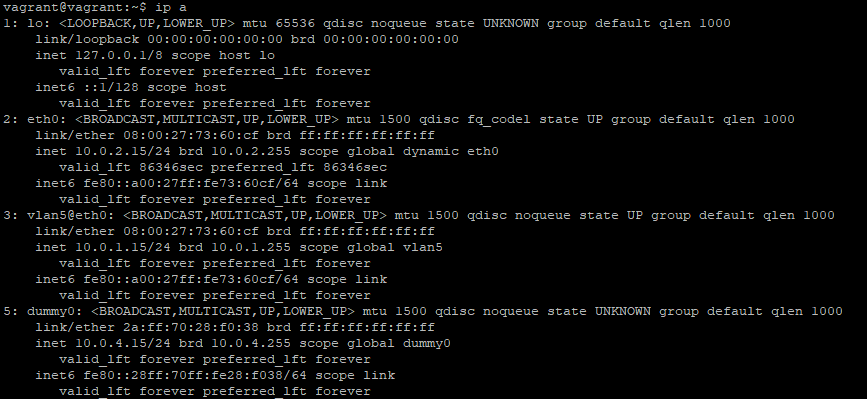 vagrant@vagrant:~$ ip a
1: lo: <LOOPBACK,UP,LOWER_UP> mtu 65536 qdisc noqueue state UNKNOWN group default qlen 1000
    link/loopback 00:00:00:00:00:00 brd 00:00:00:00:00:00
    inet 127.0.0.1/8 scope host lo
       valid_lft forever preferred_lft forever
    inet6 ::1/128 scope host
       valid_lft forever preferred_lft forever
2: eth0: <BROADCAST,MULTICAST,UP,LOWER_UP> mtu 1500 qdisc fq_codel state UP group default qlen 1000
    link/ether 08:00:27:73:60:cf brd ff:ff:ff:ff:ff:ff
    inet 10.0.2.15/24 brd 10.0.2.255 scope global dynamic eth0
       valid_lft 86346sec preferred_lft 86346sec
    inet6 fe80::a00:27ff:fe73:60cf/64 scope link
       valid_lft forever preferred_lft forever
3: vlan5@eth0: <BROADCAST,MULTICAST,UP,LOWER_UP> mtu 1500 qdisc noqueue state UP group default qlen 1000
    link/ether 08:00:27:73:60:cf brd ff:ff:ff:ff:ff:ff
    inet 10.0.1.15/24 brd 10.0.1.255 scope global vlan5
       valid_lft forever preferred_lft forever
    inet6 fe80::a00:27ff:fe73:60cf/64 scope link
       valid_lft forever preferred_lft forever
5: dummy0: <BROADCAST,MULTICAST,UP,LOWER_UP> mtu 1500 qdisc noqueue state UNKNOWN group default qlen 1000
    link/ether 2a:ff:70:28:f0:38 brd ff:ff:ff:ff:ff:ff
    inet 10.0.4.15/24 brd 10.0.4.255 scope global dummy0
       valid_lft forever preferred_lft forever
    inet6 fe80::28ff:70ff:fe28:f038/64 scope link
       valid_lft forever preferred_lft forever